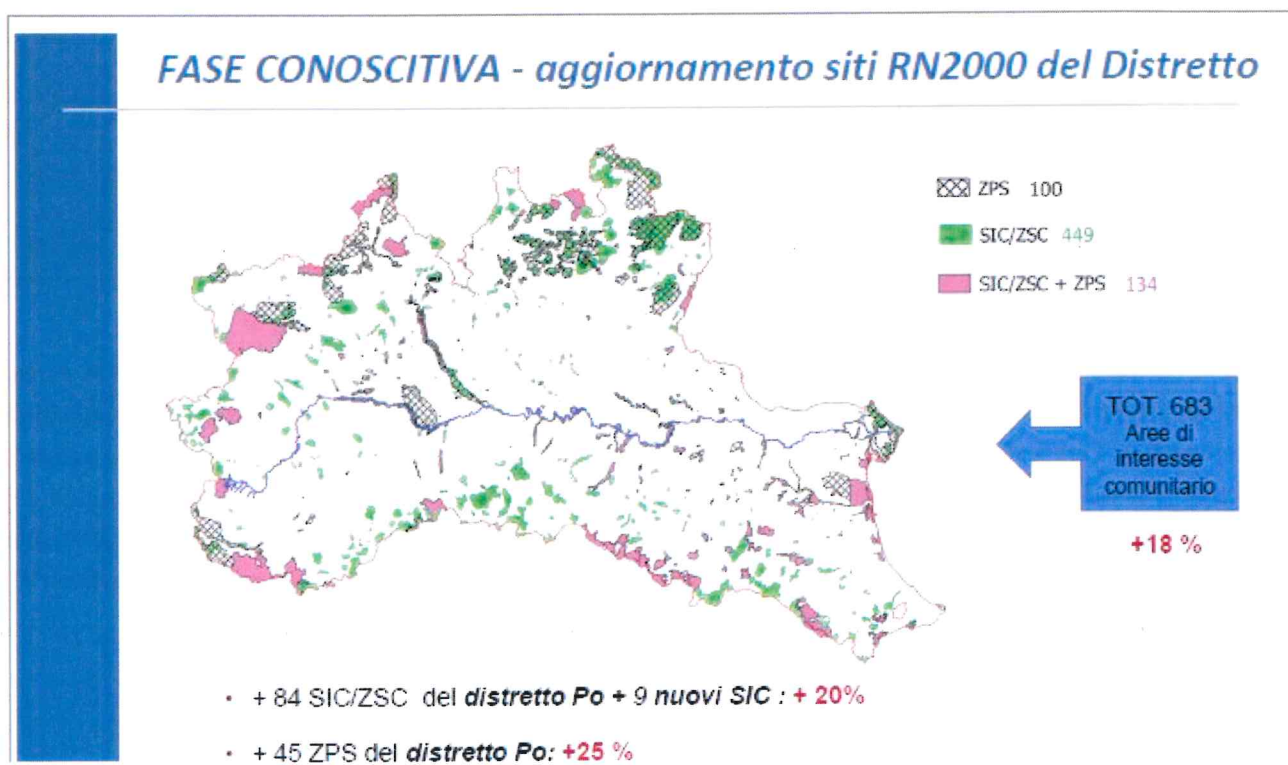 FASE CONOSCITIVA - aggiornamento siti RN2000 del Distretto
ZPS 100
SIC/ZSC 449
SIC/ZSC + ZPS 134
TOT. 683
Aree di
interesse
comunitario
+18 %
• + 84 SIC/ZSC del distretto Po + 9 nuovi SIC : + 20%
• + 45 ZPS del distretto Po: +25 %